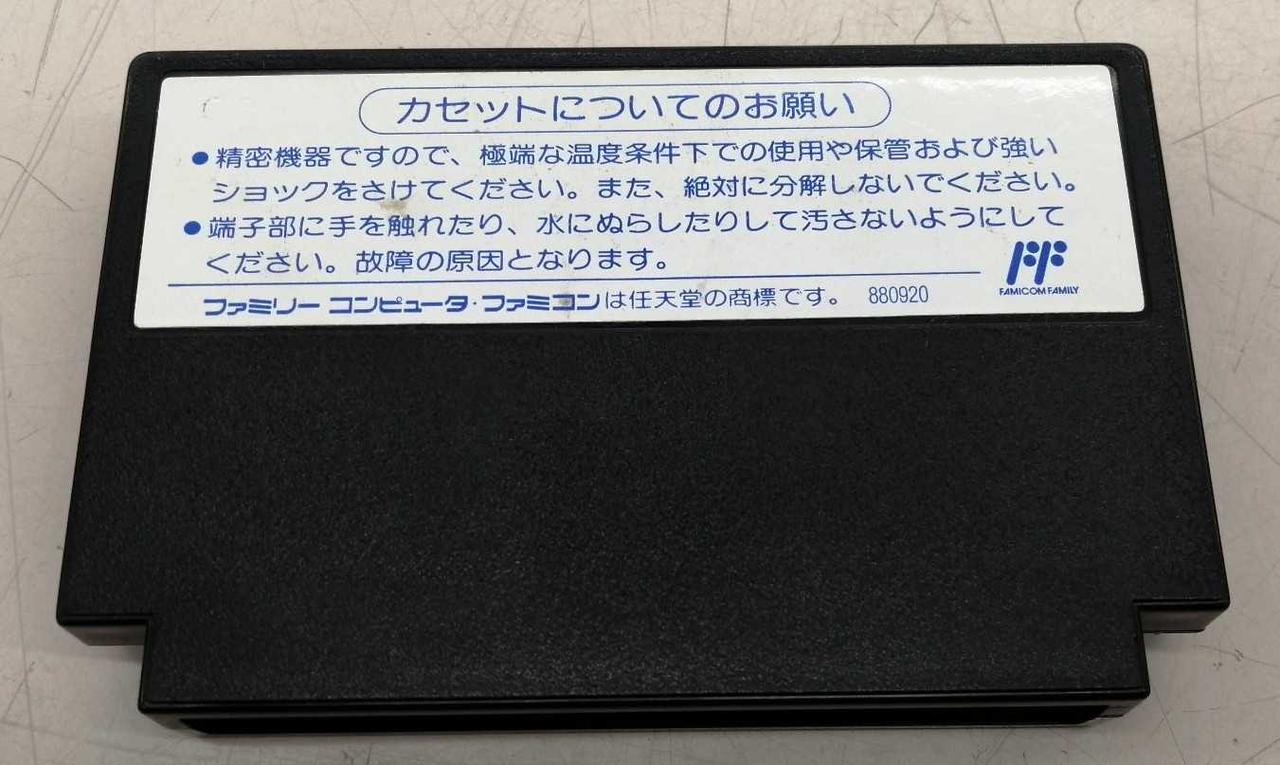 カセットについてのお願い
●精密機器ですので、極端な温度条件下での使用や保管および強い
ショックをさけてください。また、絶対に分解しないでください。
●端子部に手を触れたり、水にぬらしたりして汚さないようにして
ください。故障の原因となります。
FF
FAMICOM FAMILY
ファミリー コンピュータ・ファミコンは任天堂の商標です。 880920